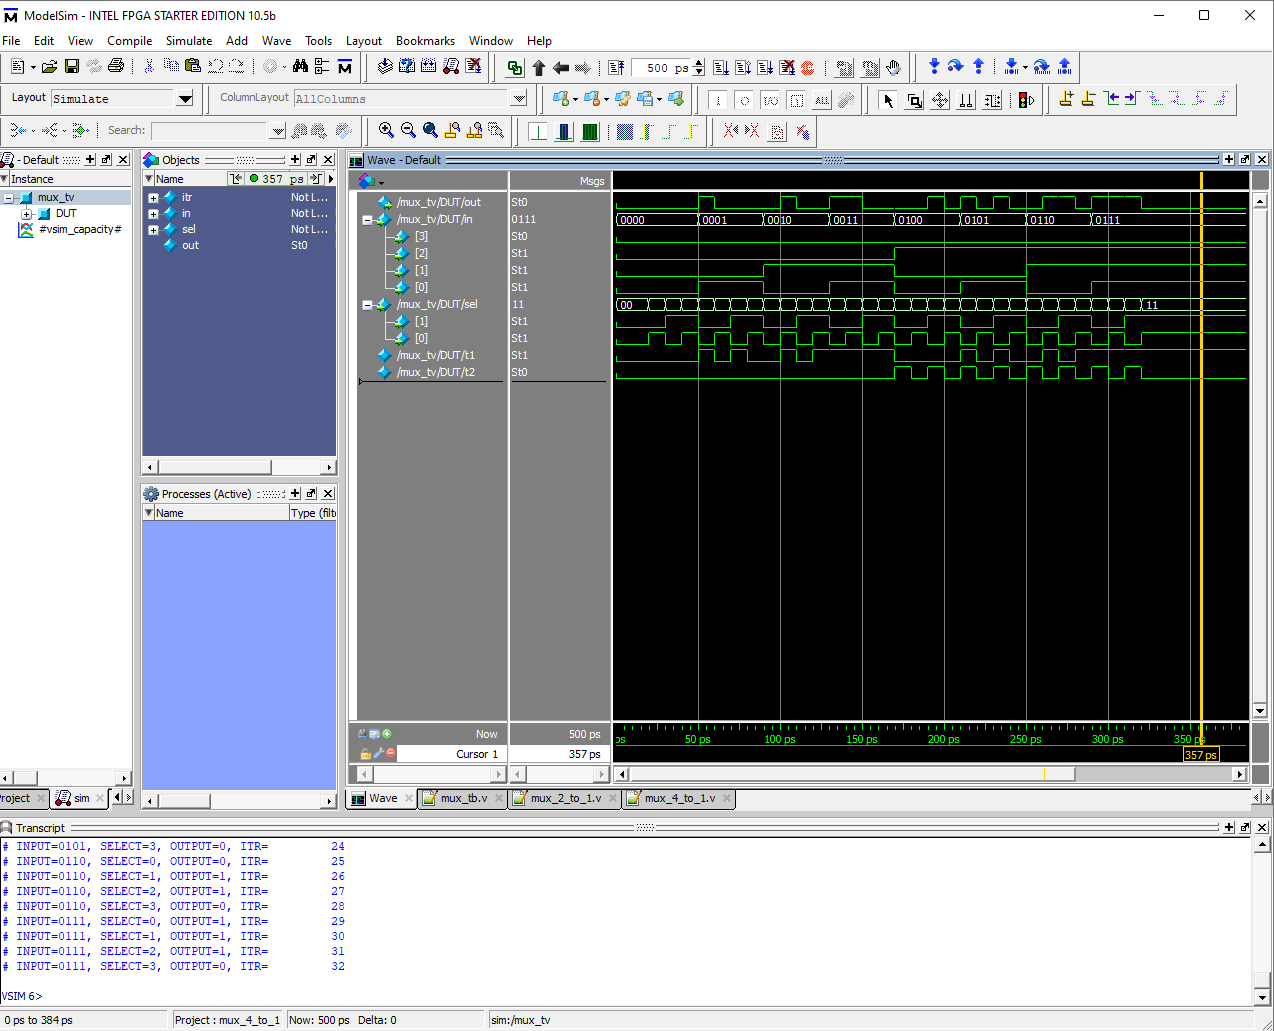 ModelSim - INTEL FPGA STARTER EDITION 10.5b
File Edit View Compile Simulate Add Wave Tools Layout Bookmarks Window Help
500 ps
Layout Simulate ColumnLayout AllColumns
Search:
- Default
Instance
mux_tv
DUT
#vsim_capacity#
Objects
Name 357 ps
itr Not L...
in Not L...
sel Not L...
out St0
Processes (Active)
Name Type (filte
Wave - Default
Msgs
/mux_tv/DUT/out St0
/mux_tv/DUT/in 0111 0000 0001 0010 0011 0100 0101 0110 0111
[3] St0
[2] St1
[1] St1
[0] St1
/mux_tv/DUT/sel 11 00 11
[1] St1
[0] St1
/mux_tv/DUT/t1 St1
/mux_tv/DUT/t2 St0
Now 500 ps ps 50 ps 100 ps 150 ps 200 ps 250 ps 300 ps 350 ps
Cursor 1 357 ps 357 ps
Project sim
Wave mux_tb.v mux_2_to_1.v mux_4_to_1.v
Transcript
# INPUT=0101, SELECT=3, OUTPUT=0, ITR= 24
# INPUT=0110, SELECT=0, OUTPUT=0, ITR= 25
# INPUT=0110, SELECT=1, OUTPUT=1, ITR= 26
# INPUT=0110, SELECT=2, OUTPUT=1, ITR= 27
# INPUT=0110, SELECT=3, OUTPUT=0, ITR= 28
# INPUT=0111, SELECT=0, OUTPUT=1, ITR= 29
# INPUT=0111, SELECT=1, OUTPUT=1, ITR= 30
# INPUT=0111, SELECT=2, OUTPUT=1, ITR= 31
# INPUT=0111, SELECT=3, OUTPUT=0, ITR= 32
VSIM 6>
0 ps to 384 ps Project : mux_4_to_1 Now: 500 ps Delta: 0 sim:/mux_tv